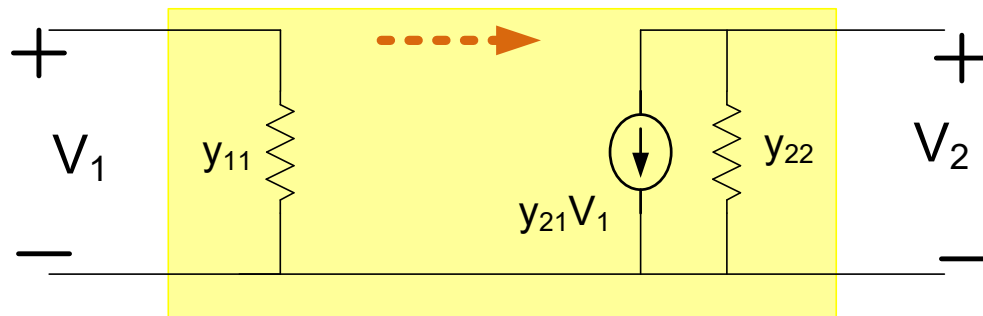 +
+
V₁
y₁₁
y₂₁V₁
y₂₂
V₂
−
−